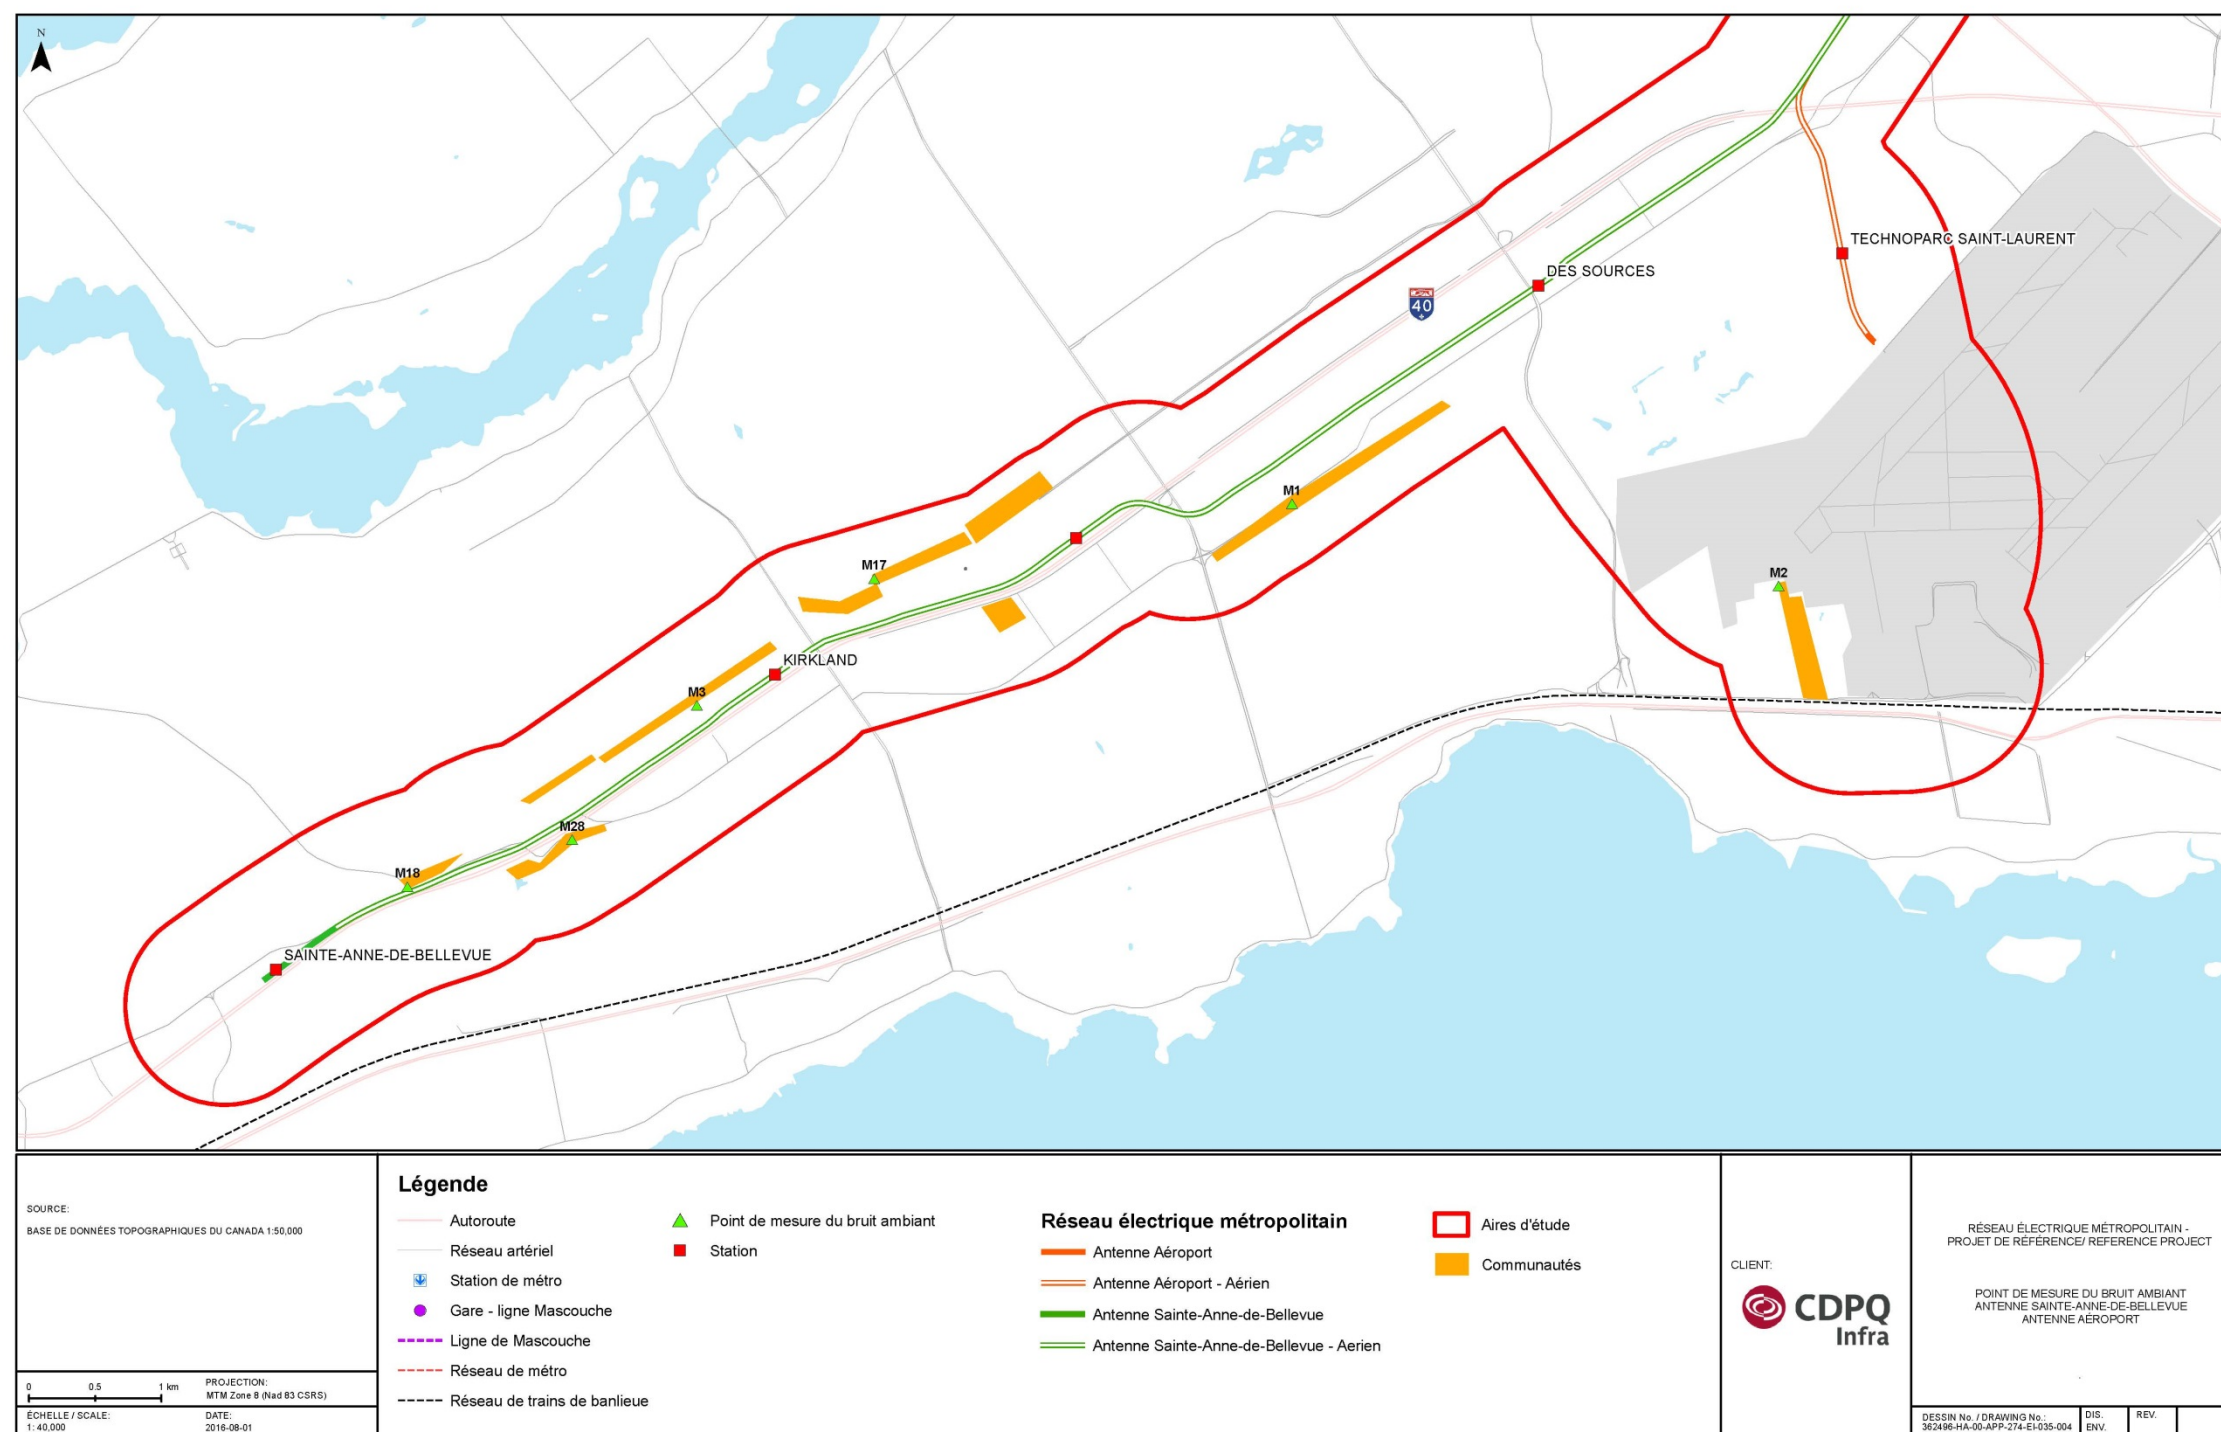 N
TECHNOPARC SAINT-LAURENT
DES SOURCES
40
M1
M17
M2
KIRKLAND
M3
M28
M18
SAINTE-ANNE-DE-BELLEVUE
SOURCE:
BASE DE DONNÉES TOPOGRAPHIQUES DU CANADA 1:50,000
0 0.5 1 km
PROJECTION:
MTM Zone 8 (Nad 83 CSRS)
ÉCHELLE / SCALE:
1: 40,000
DATE:
2016-08-01
Légende
Autoroute
Réseau artériel
Station de métro
Gare - ligne Mascouche
Ligne de Mascouche
Réseau de métro
Réseau de trains de banlieue
Point de mesure du bruit ambiant
Station
Réseau électrique métropolitain
Antenne Aéroport
Antenne Aéroport - Aérien
Antenne Sainte-Anne-de-Bellevue
Antenne Sainte-Anne-de-Bellevue - Aerien
Aires d'étude
Communautés
CLIENT:
CDPQ
Infra
RÉSEAU ÉLECTRIQUE MÉTROPOLITAIN -
PROJET DE RÉFÉRENCE/ REFERENCE PROJECT
POINT DE MESURE DU BRUIT AMBIANT
ANTENNE SAINTE-ANNE-DE-BELLEVUE
ANTENNE AÉROPORT
DESSIN No. / DRAWING No.:
362496-HA-00-APP-274-EI-035-004
DIS.
ENV.
REV.